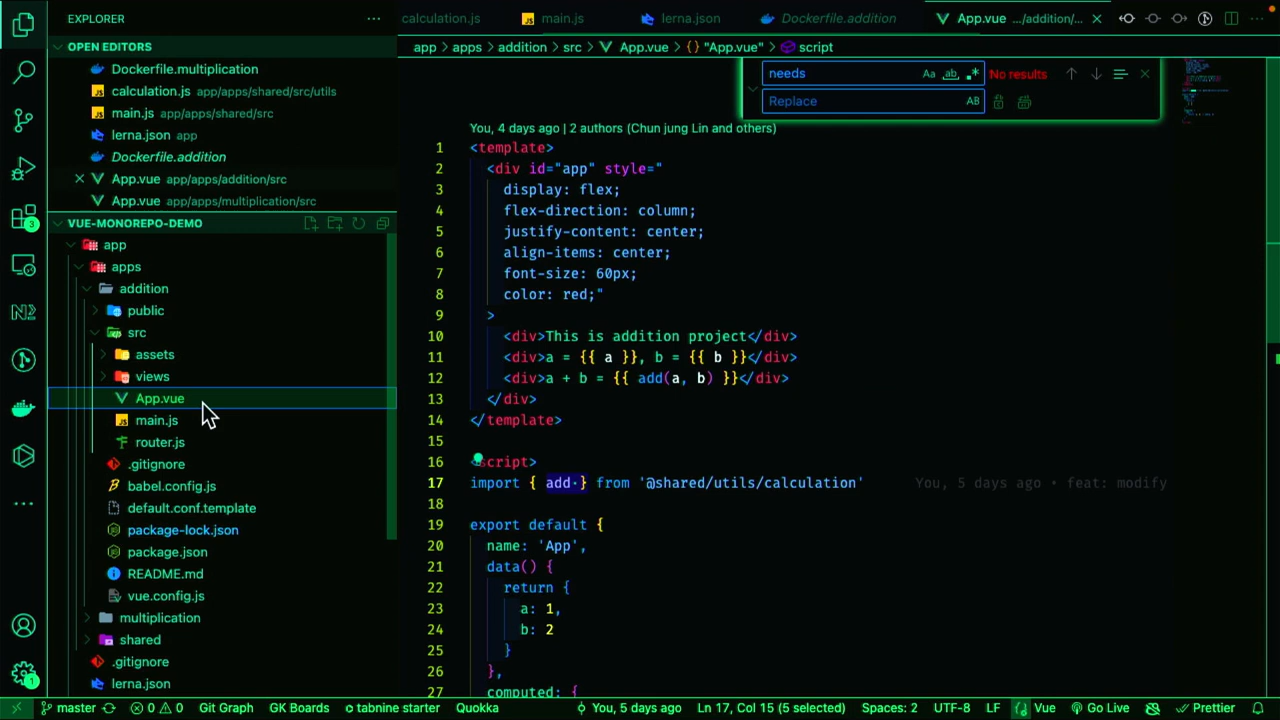 EXPLORER
OPEN EDITORS
Dockerfile.multiplication
calculation.js app/apps/shared/src/utils
main.js app/apps/shared/src
lerna.json app
Dockerfile.addition
App.vue app/apps/addition/src
App.vue app/apps/multiplication/src
VUE-MONOREPO-DEMO
app
apps
addition
public
src
assets
views
App.vue
main.js
router.js
.gitignore
babel.config.js
default.conf.template
package-lock.json
package.json
README.md
vue.config.js
multiplication
shared
.gitignore
lerna.json
3
1
calculation.js main.js lerna.json Dockerfile.addition App.vue .../addition/...
app > apps > addition > src > App.vue > {} "App.vue" > script
needs Aa ab .* No results
Replace AB
You, 4 days ago | 2 authors (Chun jung Lin and others)
1 <template>
2 <div id="app" style="
3 display: flex;
4 flex-direction: column;
5 justify-content: center;
6 align-items: center;
7 font-size: 60px;
8 color: red;"
9 >
10 <div>This is addition project</div>
11 <div>a = {{ a }}, b = {{ b }}</div>
12 <div>a + b = {{ add(a, b) }}</div>
13 </div>
14 </template>
15
16 <script>
17 import { add } from '@shared/utils/calculation' You, 5 days ago • feat: modify
18
19 export default {
20 name: 'App',
21 data() {
22 return {
23 a: 1,
24 b: 2
25 }
26 },
27 computed: {
master 0 0 Git Graph GK Boards tabnine starter Quokka You, 5 days ago Ln 17, Col 15 (5 selected) Spaces: 2 UTF-8 LF Vue Go Live Prettier